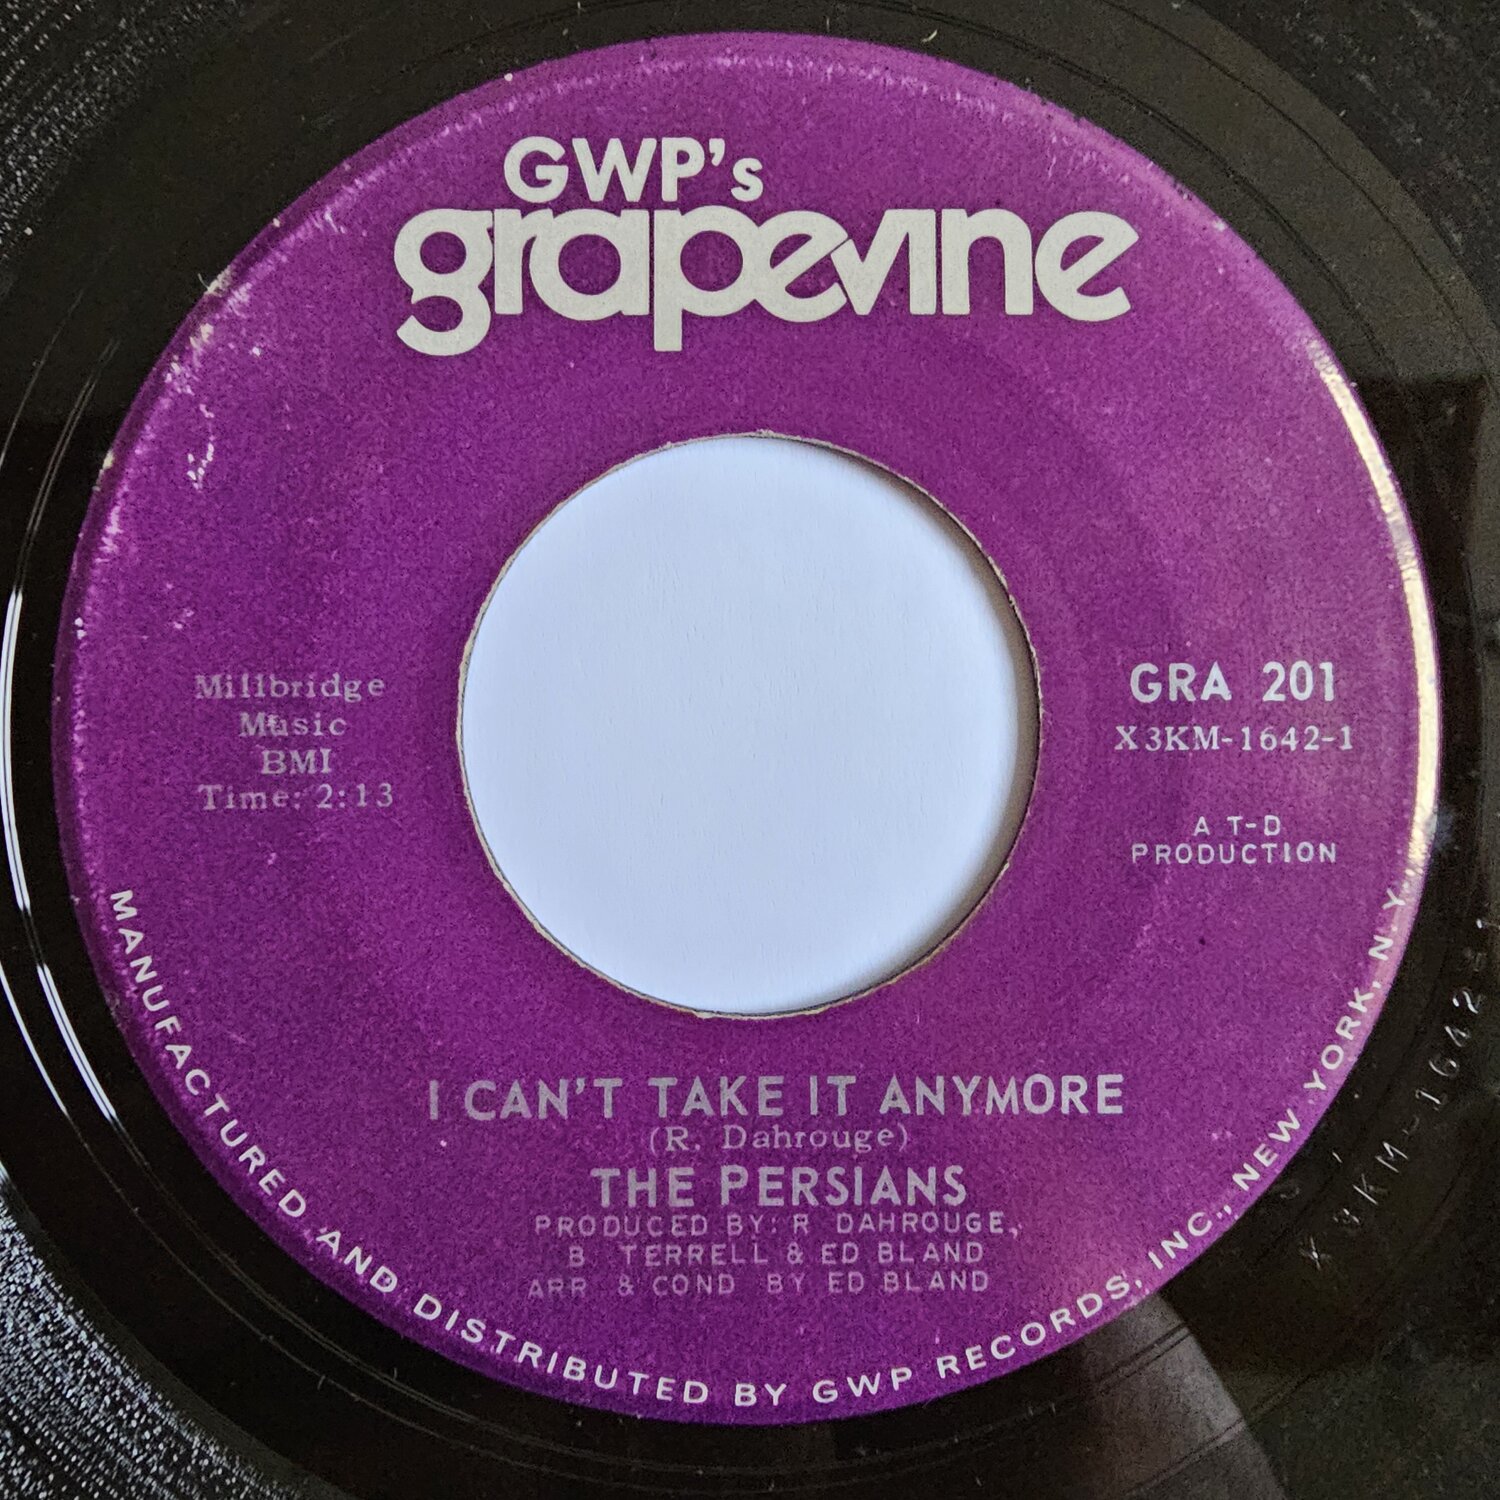 GWP's
grapevine
Millbridge
Music
BMI
Time: 2:13
GRA 201
X3KM-1642-1
A T-D
PRODUCTION
I CAN'T TAKE IT ANYMORE
(R. Dahrouge)
THE PERSIANS
PRODUCED BY: R DAHROUGE,
B TERRELL & ED BLAND
ARR & COND BY ED BLAND
MANUFACTURED AND DISTRIBUTED BY GWP RECORDS, INC., NEW YORK, N.Y.